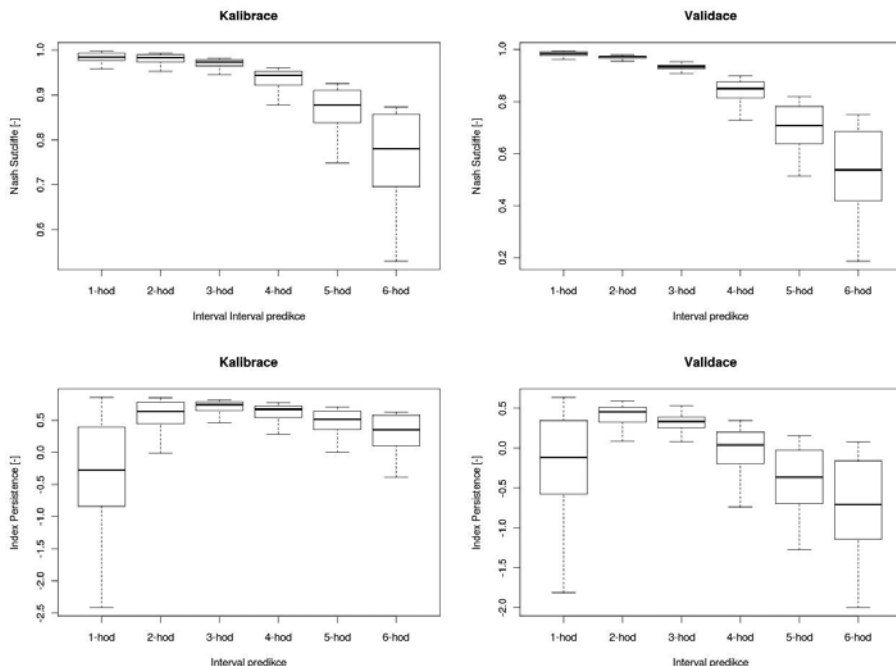 Kalibrace
Nash Sutcliffe [-]
1.0
0.9
0.8
0.7
0.6
1-hod 2-hod 3-hod 4-hod 5-hod 6-hod
Interval Interval predikce
Validace
Nash Sutcliffe [-]
1.0
0.8
0.6
0.4
0.2
1-hod 2-hod 3-hod 4-hod 5-hod 6-hod
Interval predikce
Kalibrace
Index Persistence [-]
0.5
0.0
-0.5
-1.0
-1.5
-2.0
-2.5
1-hod 2-hod 3-hod 4-hod 5-hod 6-hod
Interval predikce
Validace
Index Persistence [-]
0.5
0.0
-0.5
-1.0
-1.5
-2.0
1-hod 2-hod 3-hod 4-hod 5-hod 6-hod
Interval predikce